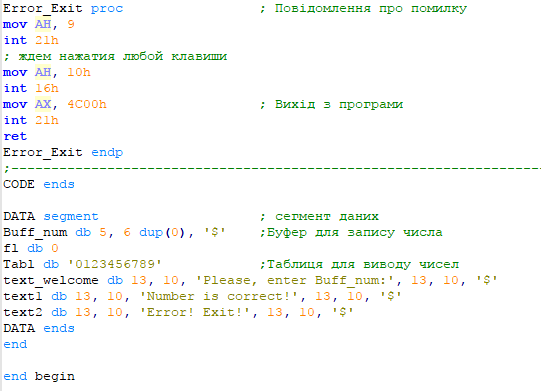 Error_Exit proc ; Повідомлення про помилку
mov AH, 9
int 21h
; ждем нажатия любой клавиши
mov AH, 10h
int 16h
mov AX, 4C00h ; Вихід з програми
int 21h
ret
Error_Exit endp
;-------------------------------------------------------------------
CODE ends
DATA segment ; сегмент даних
Buff_num db 5, 6 dup(0), '$' ;Буфер для запису числа
fl db 0
Tabl db '0123456789' ;Таблиця для виводу чисел
text_welcome db 13, 10, 'Please, enter Buff_num:', 13, 10, '$'
text1 db 13, 10, 'Number is correct!', 13, 10, '$'
text2 db 13, 10, 'Error! Exit!', 13, 10, '$'
DATA ends
end
end begin